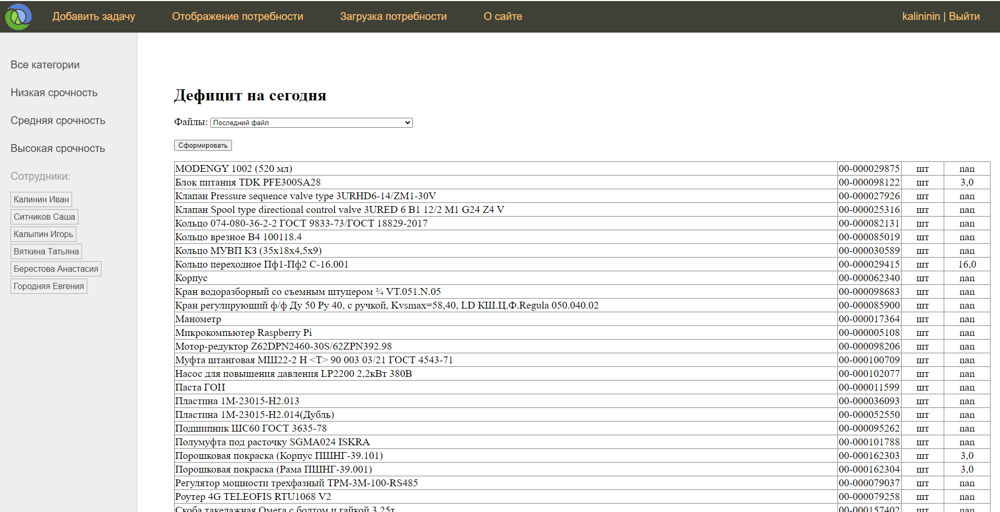 Добавить задачу Отображение потребности Загрузка потребности О сайте kalininin | Выйти
Все категории
Низкая срочность
Средняя срочность
Высокая срочность
Сотрудники:
Калинин Иван
Ситников Саша
Калыпин Игорь
Вяткина Татьяна
Берестова Анастасия
Городняя Евгения
Дефицит на сегодня
Файлы: Последний файл
Сформировать
MODENGY 1002 (520 мл) 00-000029875 шт nan
Блок питания TDK PFE300SA28 00-000098122 шт 3,0
Клапан Pressure sequence valve type 3URHD6-14/ZM1-30V 00-000027926 шт nan
Клапан Spool type directional control valve 3URED 6 B1 12/2 M1 G24 Z4 V 00-000025316 шт nan
Кольцо 074-080-36-2-2 ГОСТ 9833-73/ГОСТ 18829-2017 00-000082131 шт nan
Кольцо врезное В4 100118.4 00-000085019 шт nan
Кольцо МУВП К3 (35х18х4,5х9) 00-000030589 шт nan
Кольцо переходное Пф1-Пф2 С-16.001 00-000029415 шт 16,0
Корпус 00-000062340 шт nan
Кран водоразборный со съемным штуцером ¾ VT.051.N.05 00-000098683 шт nan
Кран регулирующий ф/ф Ду 50 Ру 40, с ручкой, Kvsmax=58,40, LD КШ.Ц.Ф.Regula 050.040.02 00-000085900 шт nan
Манометр 00-000017364 шт nan
Микрокомпьютер Raspberry Pi 00-000005108 шт nan
Мотор-редуктор Z62DPN2460-30S/62ZPN392.98 00-000098206 шт nan
Муфта штанговая МШ22-2 Н <Т> 90 003 03/21 ГОСТ 4543-71 00-000100709 шт nan
Насос для повышения давления LP2200 2,2кВт 380В 00-000102077 шт nan
Паста ГОИ 00-000011599 шт nan
Пластина 1М-23015-Н2.013 00-000036093 шт nan
Пластина 1М-23015-Н2.014(Дубль) 00-000052550 шт nan
Подшипник ШС60 ГОСТ 3635-78 00-000095262 шт nan
Полумуфта под расточку SGMA024 ISKRA 00-000101788 шт nan
Порошковая покраска (Корпус ПШНГ-39.101) 00-000162303 шт 3,0
Порошковая покраска (Рама ПШНГ-39.001) 00-000162304 шт 3,0
Регулятор мощности трехфазный ТРМ-3М-100-RS485 00-000079037 шт nan
Роутер 4G TELEOFIS RTU1068 V2 00-000079258 шт nan
Скоба такелажная Омега с болтом и гайкой 3,25т 00-000157402 шт nan